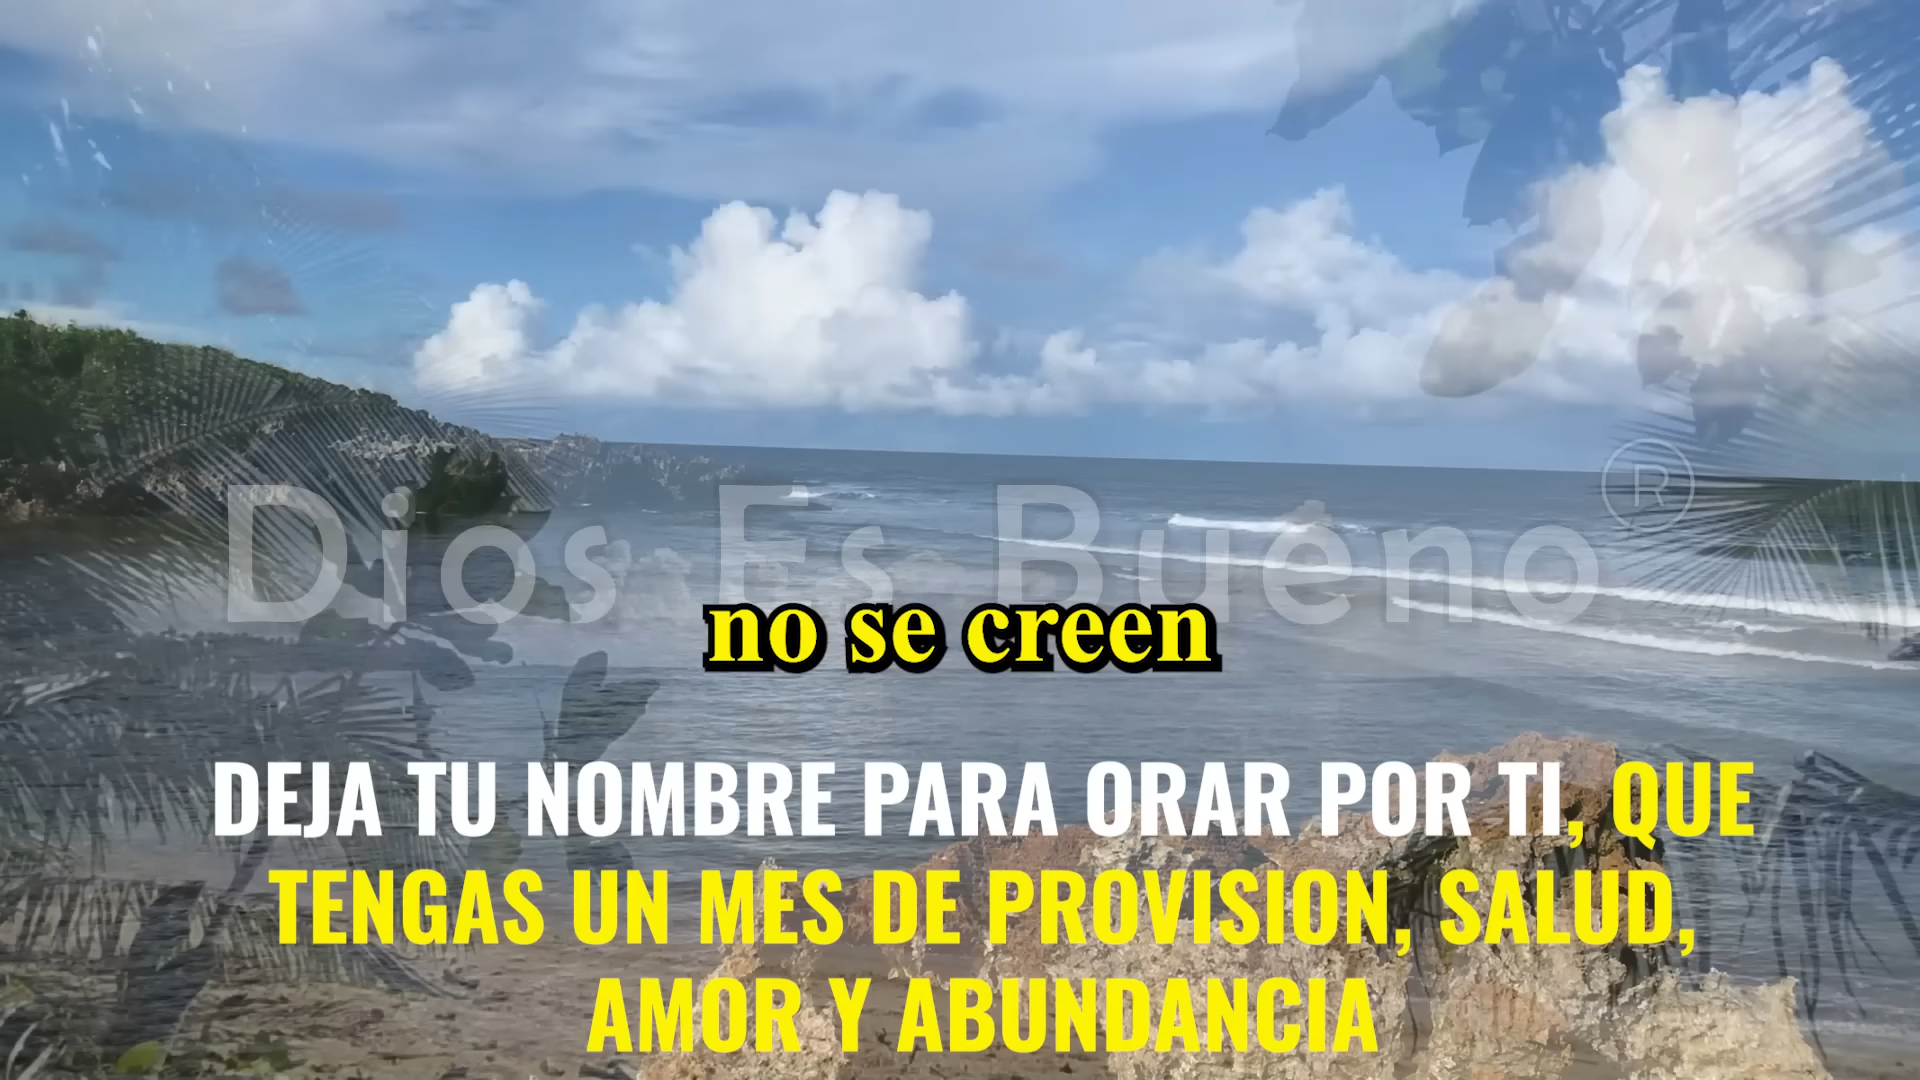 Dios Es Bueno ®
no se creen
DEJA TU NOMBRE PARA ORAR POR TI, QUE
TENGAS UN MES DE PROVISION, SALUD,
AMOR Y ABUNDANCIA